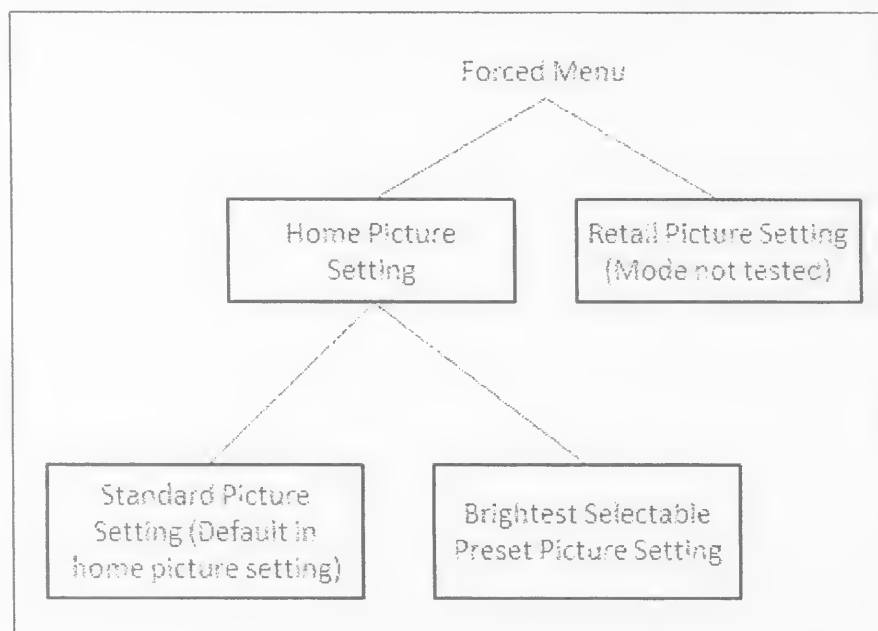 Forced Menu
Home Picture
Setting
Retail Picture Setting
(Mode not tested)
Standard Picture
Setting (Default in
home picture setting)
Brightest Selectable
Preset Picture Setting